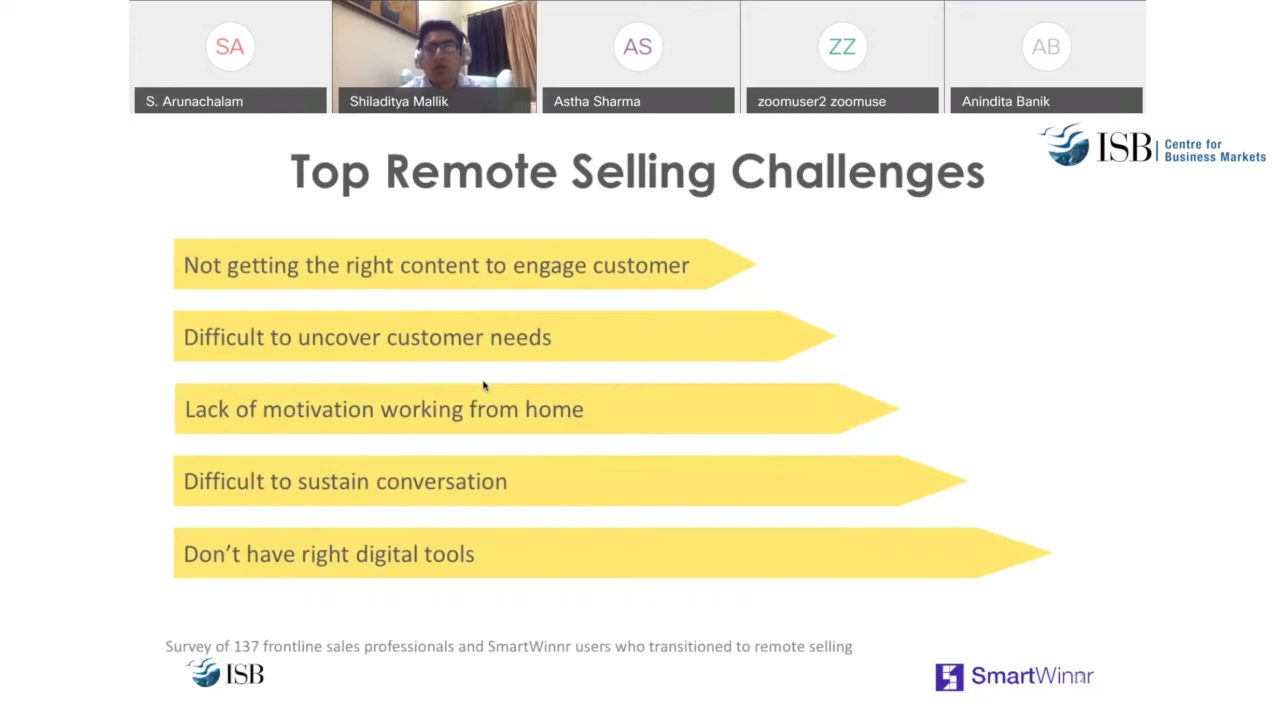 SA
AS
ZZ
AB
S. Arunachalam
Shiladitya Mallik
Astha Sharma
zoomuser2 zoomuse
Anindita Banik
ISB
Centre for
Business Markets
Top Remote Selling Challenges
Not getting the right content to engage customer
Difficult to uncover customer needs
Lack of motivation working from home
Difficult to sustain conversation
Don’t have right digital tools
Survey of 137 frontline sales professionals and SmartWinnr users who transitioned to remote selling
ISB
SmartWinnr